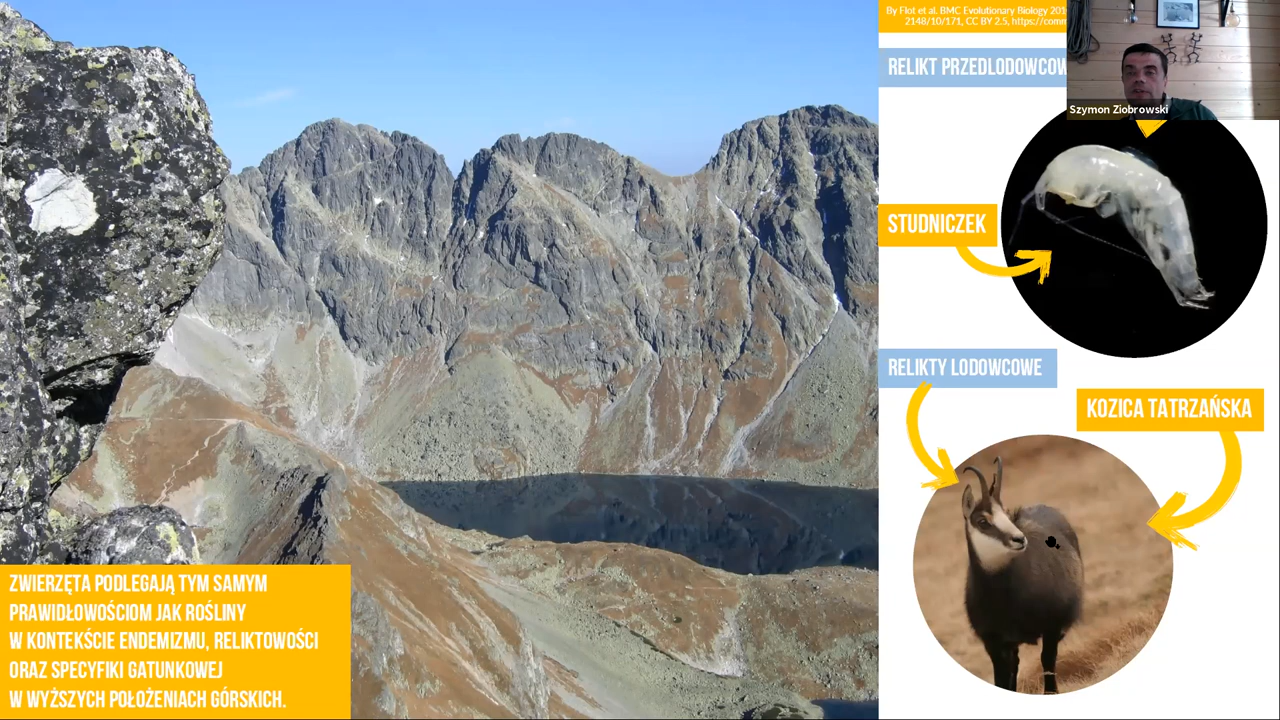 By Flot et al. BMC Evolutionary Biology 201
2148/10/171, CC BY 2.5, https://comm
RELIKT PRZEDLODOWCOW
Szymon Ziobrowski
STUDNICZEK
RELIKTY LODOWCOWE
KOZICA TATRZAŃSKA
ZWIERZĘTA PODLEGAJĄ TYM SAMYM
PRAWIDŁOWOŚCIOM JAK ROŚLINY
W KONTEKŚCIE ENDEMIZMU, RELIKTOWOŚCI
ORAZ SPECYFIKI GATUNKOWEJ
W WYŻSZYCH POŁOŻENIACH GÓRSKICH.